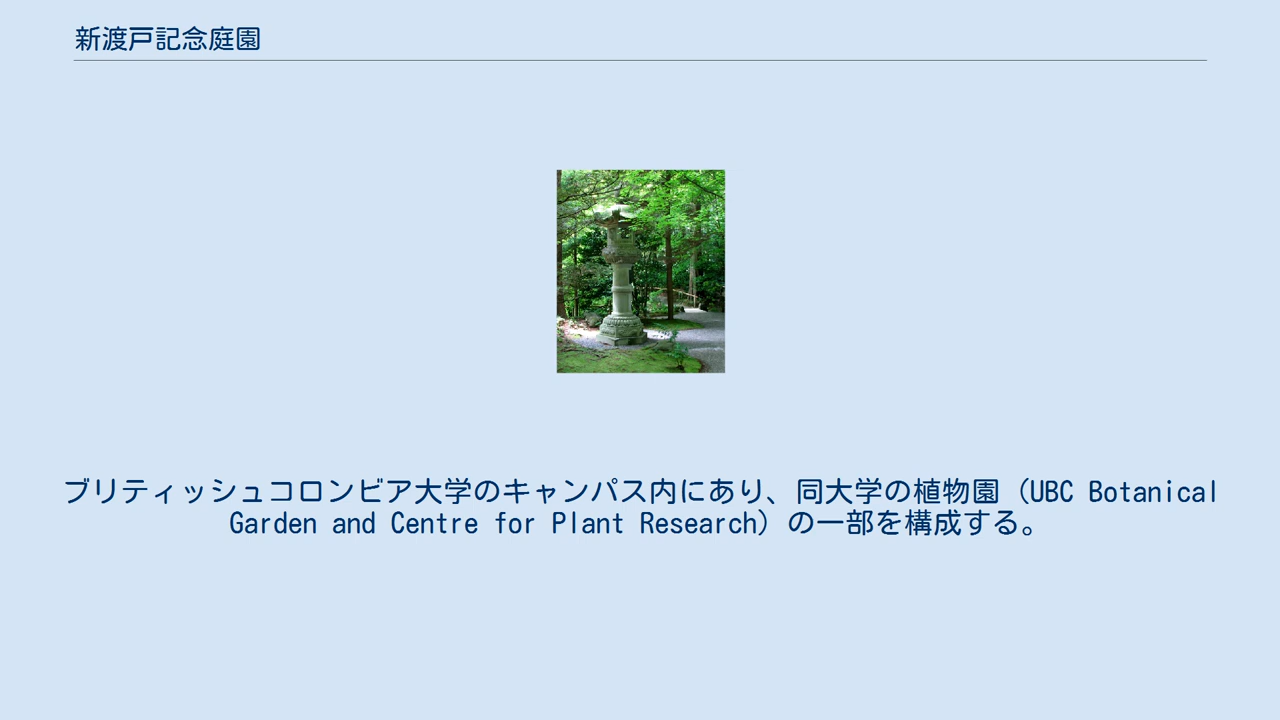 新渡戸記念庭園
ブリティッシュコロンビア大学のキャンパス内にあり、同大学の植物園（UBC Botanical
Garden and Centre for Plant Research）の一部を構成する。